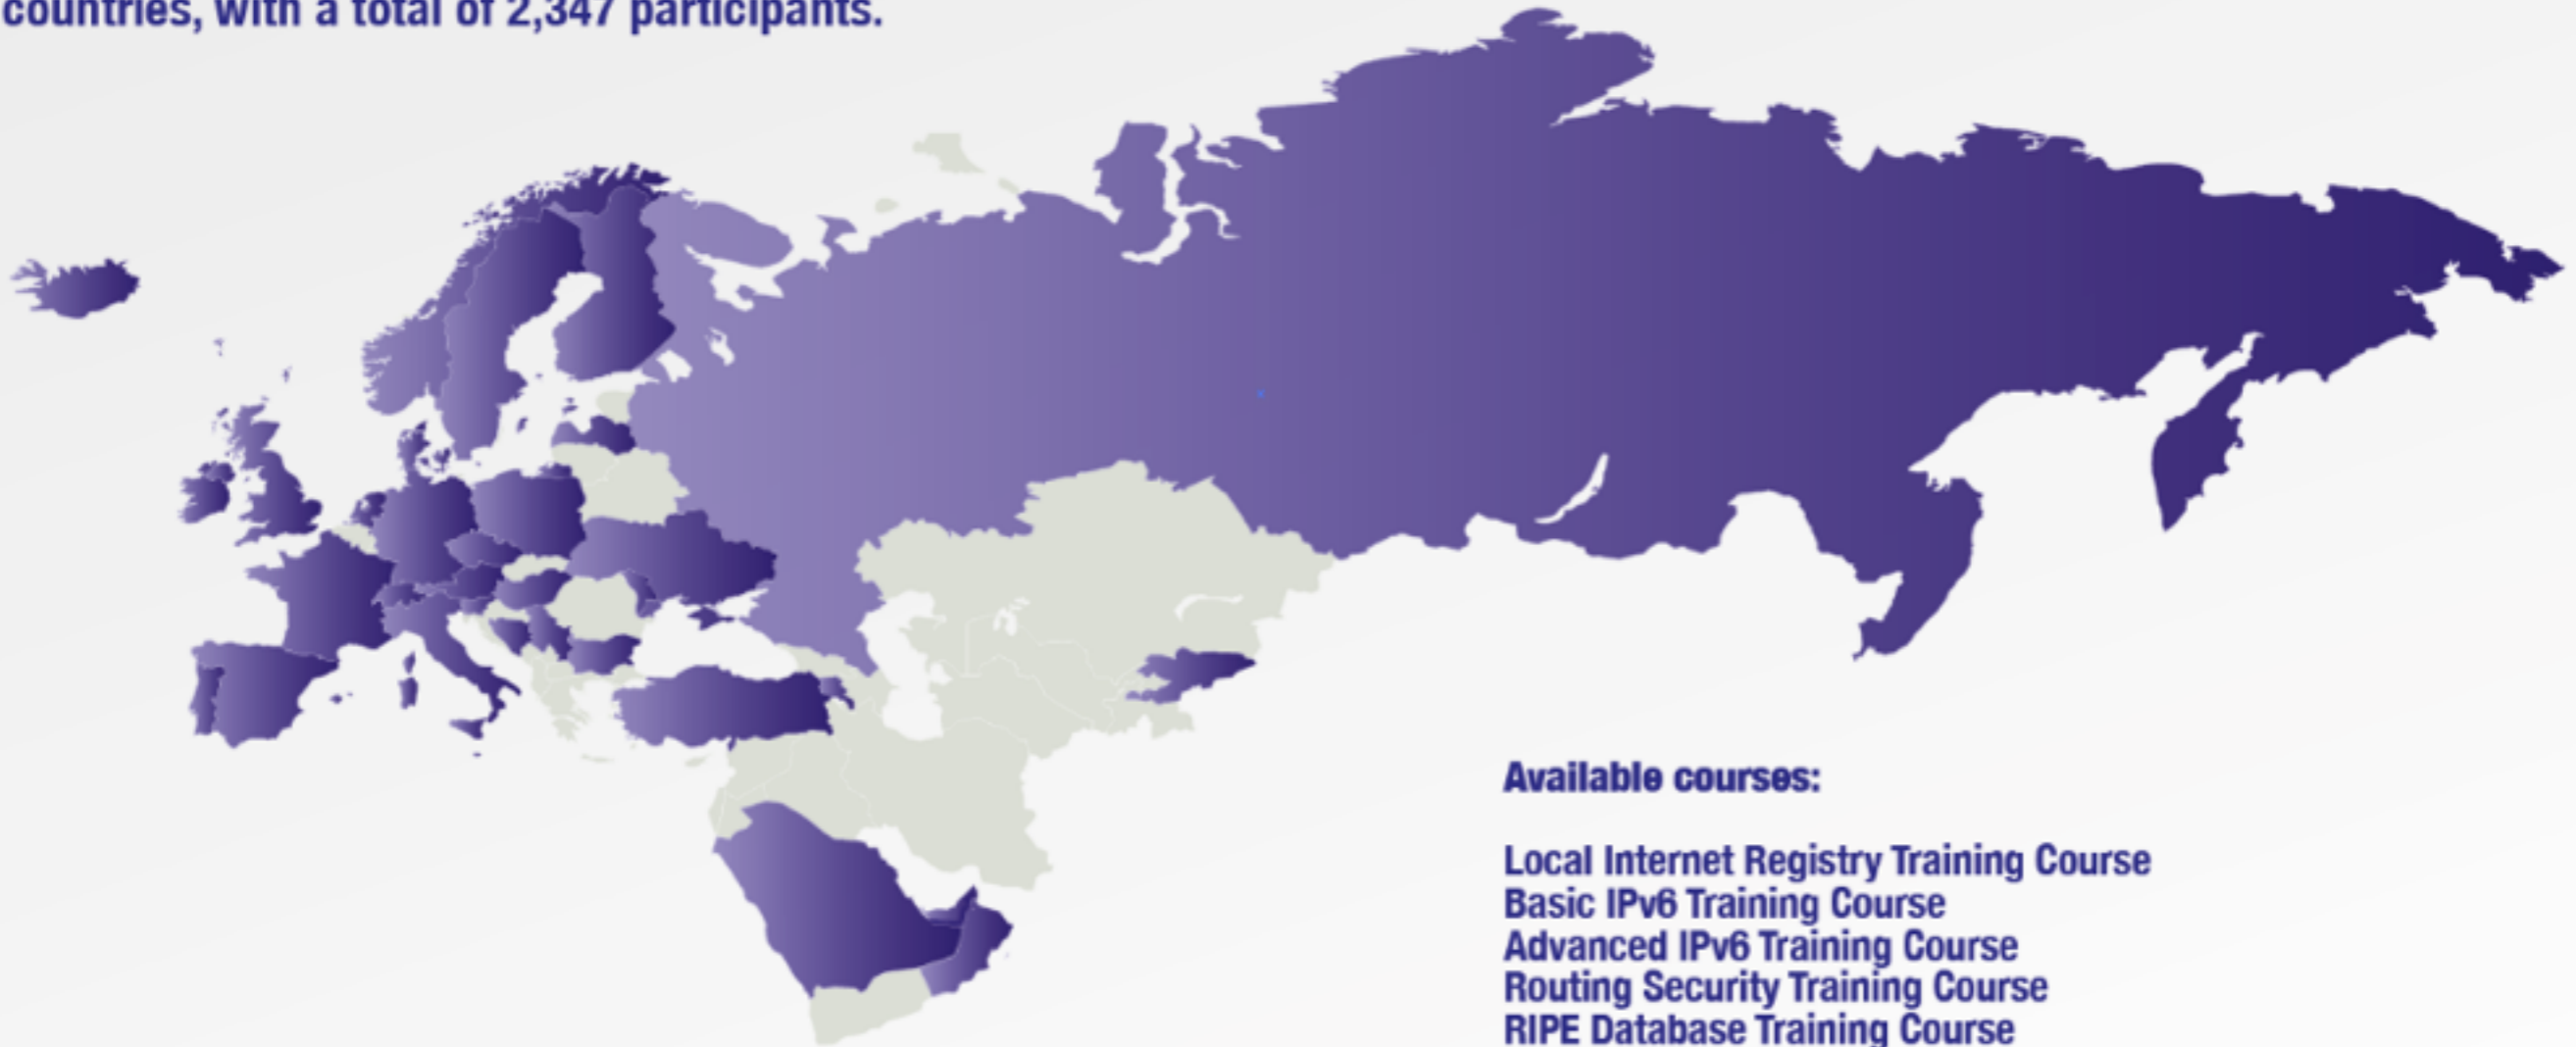 countries, with a total of 2,347 participants.
Available courses:
Local Internet Registry Training Course
Basic IPv6 Training Course
Advanced IPv6 Training Course
Routing Security Training Course
RIPE Database Training Course